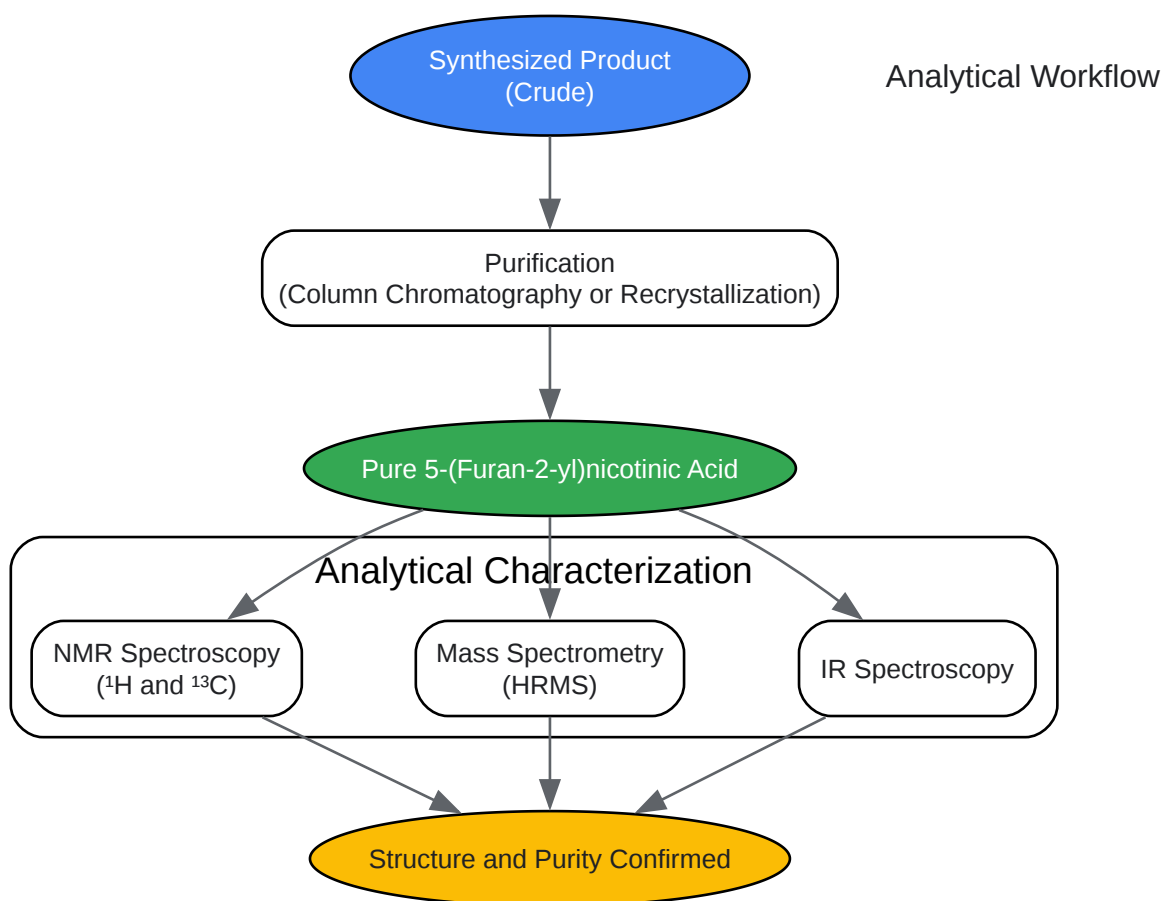 Synthesized Product
(Crude)
Analytical Workflow
Purification
(Column Chromatography or Recrystallization)
Pure 5-(Furan-2-yl)nicotinic Acid
Analytical Characterization
NMR Spectroscopy
(¹H and ¹³C)
Mass Spectrometry
(HRMS)
IR Spectroscopy
Structure and Purity Confirmed